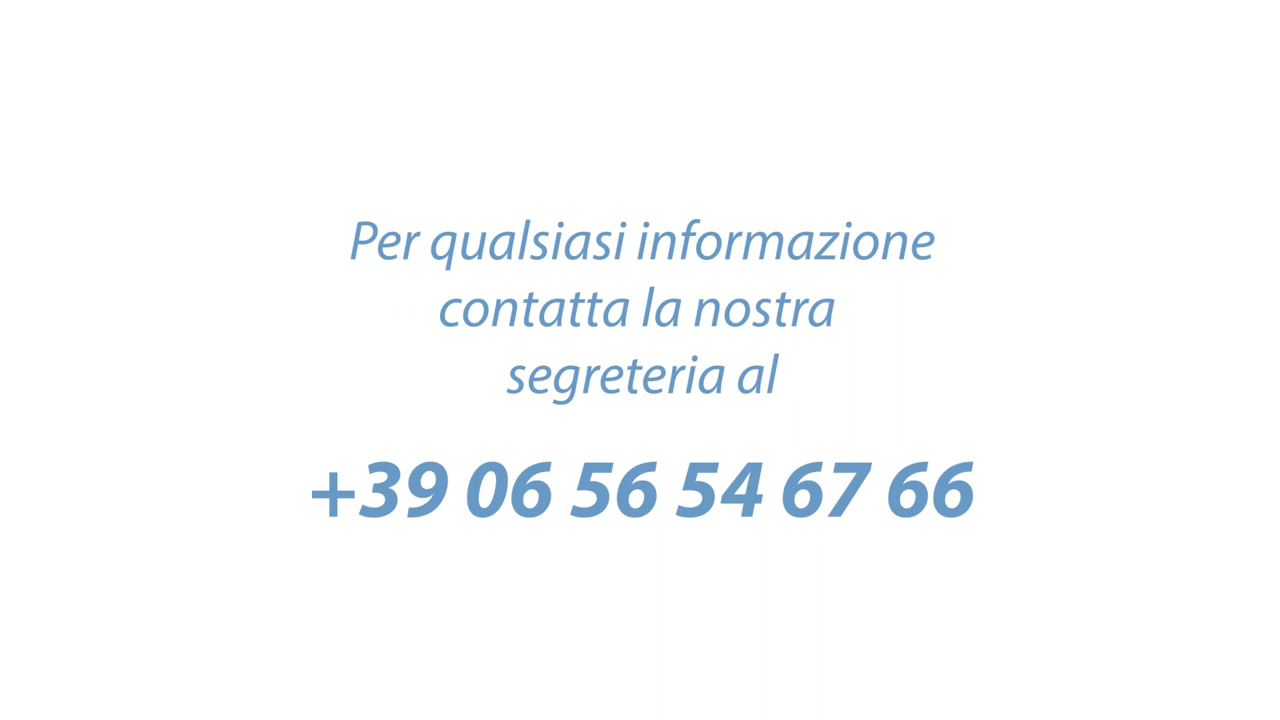 Per qualsiasi informazione
contatta la nostra
segreteria al
+39 06 56 54 67 66